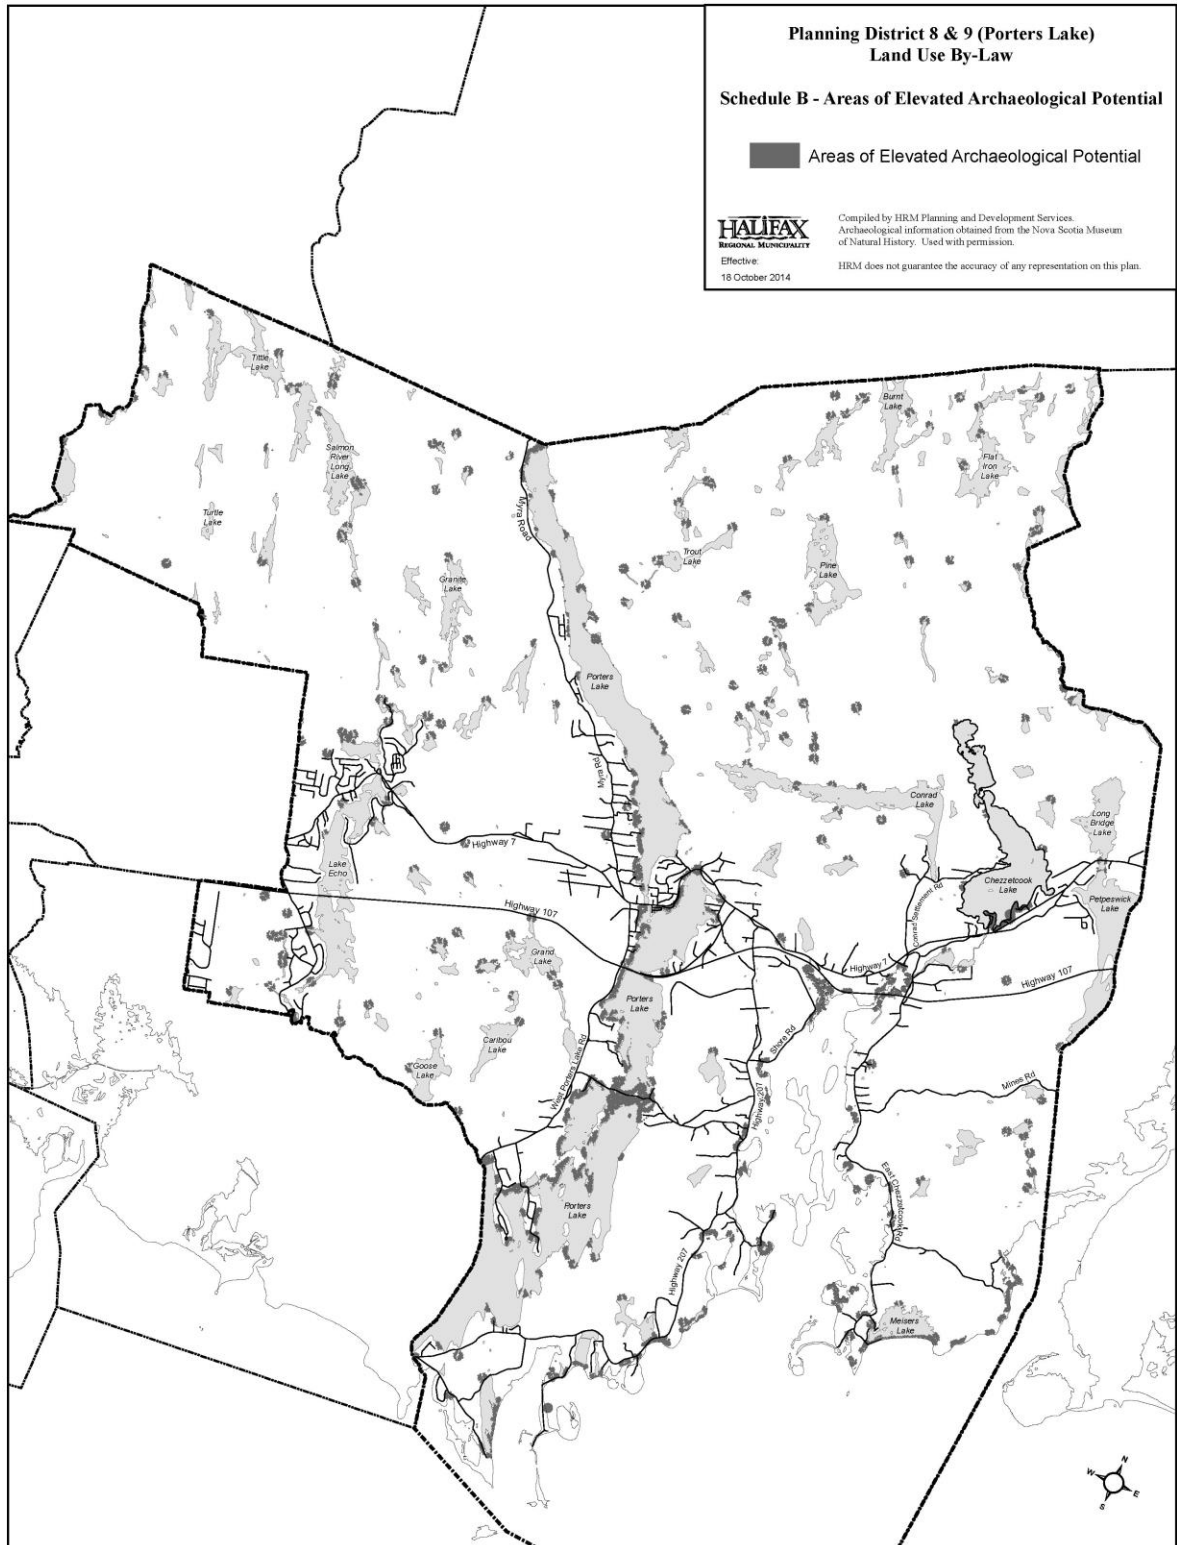 Planning District 8 & 9 (Porters Lake)
Land Use By-Law
Schedule B - Areas of Elevated Archaeological Potential
Areas of Elevated Archaeological Potential
HALIFAX
REGIONAL MUNICIPALITY
Effective:
18 October 2014
Compiled by HRM Planning and Development Services.
Archaeological information obtained from the Nova Scotia Museum
of Natural History. Used with permission.
HRM does not guarantee the accuracy of any representation on this plan.
Tittle
Lake
Burnt
Lake
Salmon
River
Long
Lake
Flat
Iron
Lake
Turtle
Lake
Myra Road
Trout
Lake
Pine
Lake
Granite
Lake
Porters
Lake
Myra Rd
Conrad
Lake
Long
Bridge
Lake
Highway 7
Lake
Echo
Chezzetcook
Lake
Petpeswick
Lake
Conrad Settlement Rd
Highway 107
Grand
Lake
Highway 7
Highway 107
Porters
Lake
Caribou
Lake
Goose
Lake
West Porters Lake Rd
Shore Rd
Highway 207
Mines Rd
East Chezzetcook Rd
Porters
Lake
Highway 207
Meisers
Lake
N
W
E
S